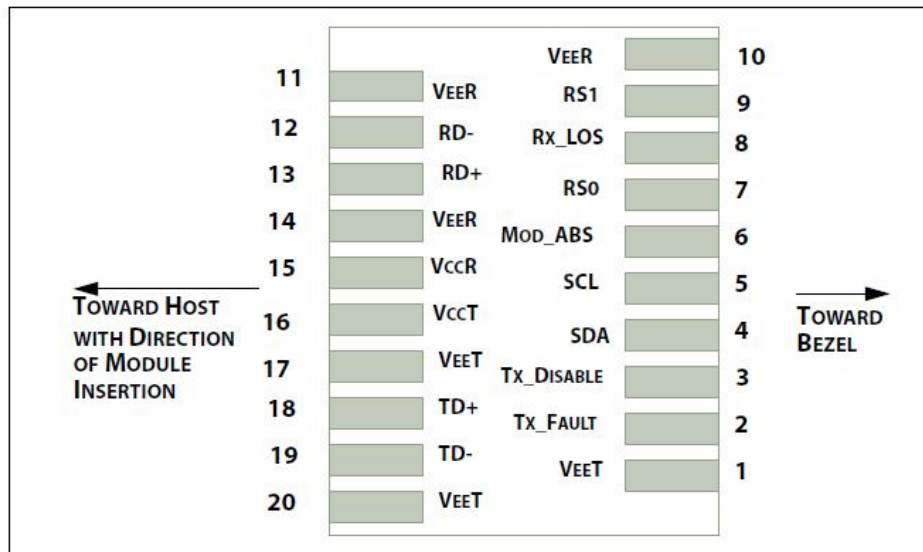 11 VEER
12 RD-
13 RD+
14 VEER
15 VCCR
16 VCCT
17 VEET
18 TD+
19 TD-
20 VEET
VEER 10
RS1 9
RX_LOS 8
RS0 7
MOD_ABS 6
SCL 5
SDA 4
TX_DISABLE 3
TX_FAULT 2
VEET 1
TOWARD HOST
WITH DIRECTION
OF MODULE
INSERTION
TOWARD
BEZEL